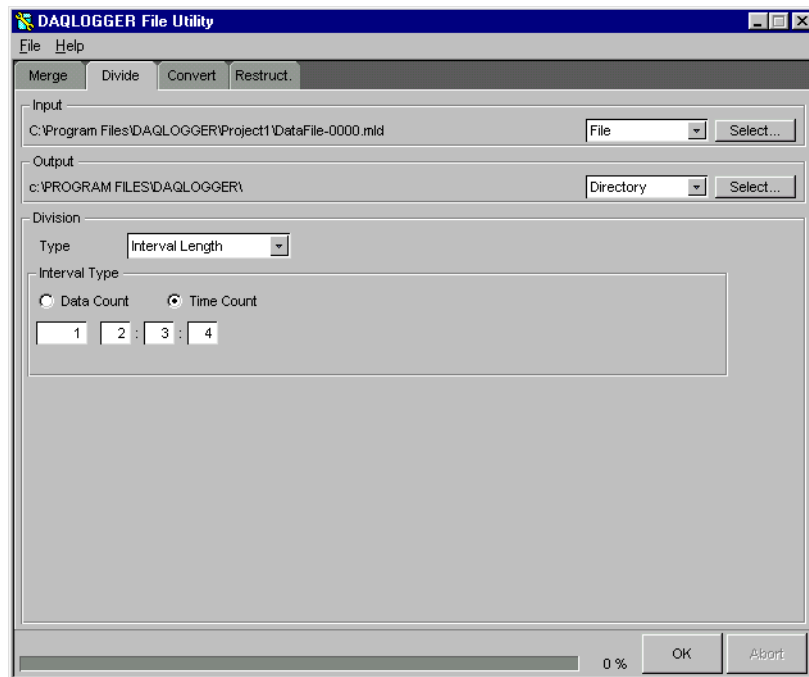 DAQLOGGER File Utility
File Help
Merge Divide Convert Restruct.
Input
C:\Program Files\DAQLOGGER\Project1\DataFile-0000.mld File Select...
Output
c:\PROGRAM FILES\DAQLOGGER\ Directory Select...
Division
Type Interval Length
Interval Type
Data Count Time Count
1 2 : 3 : 4
0 % OK Abort